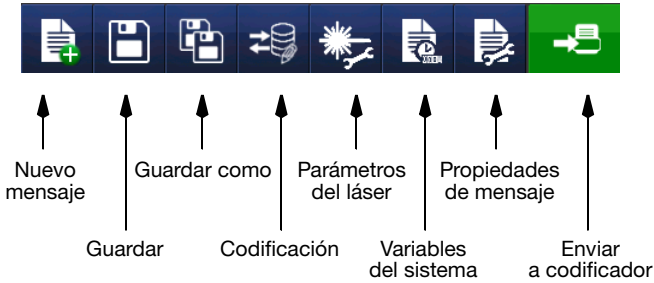 Nuevo
mensaje
Guardar como
Parámetros
del láser
Propiedades
de mensaje
Guardar
Codificación
Variables
del sistema
Enviar
a codificador